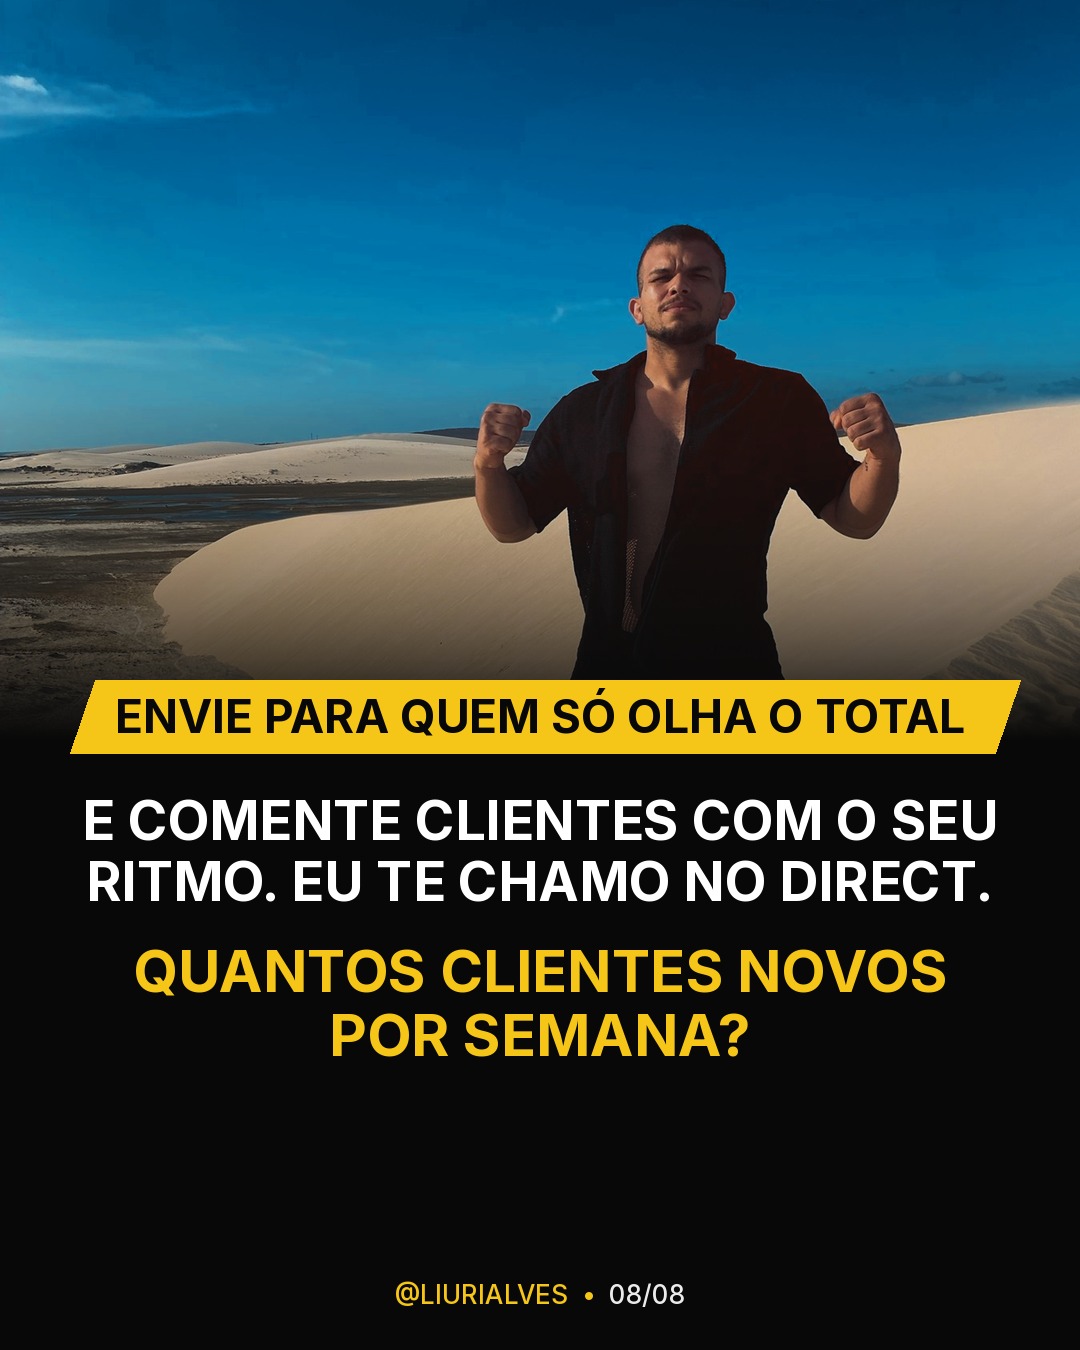 ENVIE PARA QUEM SÓ OLHA O TOTAL
E COMENTE CLIENTES COM O SEU
RITMO. EU TE CHAMO NO DIRECT.
QUANTOS CLIENTES NOVOS
POR SEMANA?
@LIURIALVES • 08/08